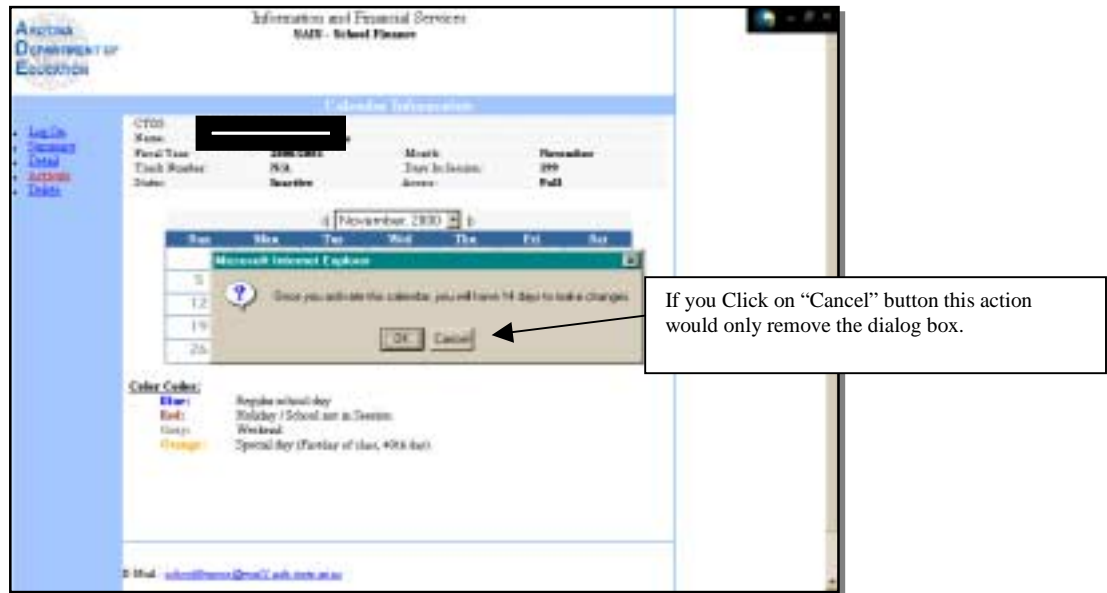 ARIZONA
DEPARTMENT OF
EDUCATION
Information and Financial Services
SAIS - School Finance
Calendar Information
Log On
Summary
Detail
Activate
Delete
CTDS:
Name:
Fiscal Year: 2000/2001 Month: November
Track Number: N/A Days In Session: 199
Status: Inactive Access: Full
November, 2000
Sun Mon Tue Wed Thu Fri Sat
Microsoft Internet Explorer
5
12
19
26
Once you activate this calendar, you will have 14 days to make changes.
OK Cancel
If you Click on “Cancel” button this action
would only remove the dialog box.
Color Codes:
Blue: Regular school day
Red: Holiday / School not in Session
Gray: Weekend
Orange: Special day (First day of class, 40th day)
E-Mail: